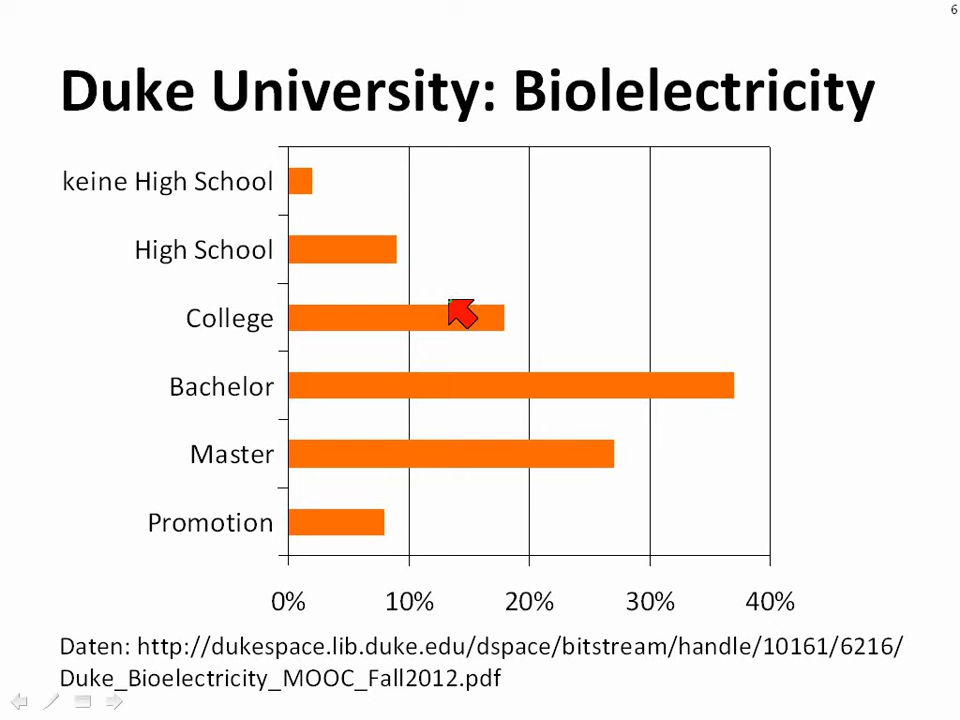 6
Duke University: Biolelectricity
keine High School
High School
College
Bachelor
Master
Promotion
0% 10% 20% 30% 40%
Daten: http://dukespace.lib.duke.edu/dspace/bitstream/handle/10161/6216/
Duke_Bioelectricity_MOOC_Fall2012.pdf